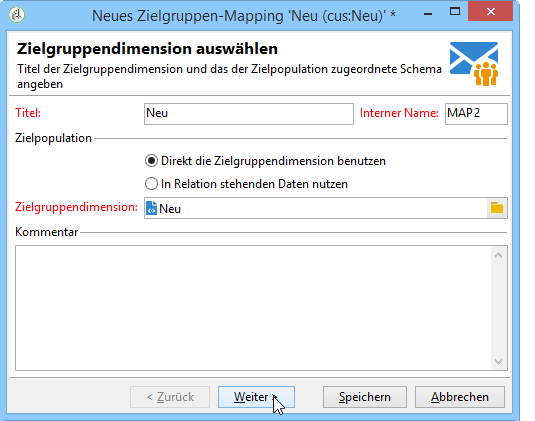 Neues Zielgruppen-Mapping 'Neu (cus:Neu)' *
Zielgruppendimension auswählen
Titel der Zielgruppendimension und das der Zielpopulation zugeordnete Schema
angeben
Titel: Neu Interner Name: MAP2
Zielpopulation
Direkt die Zielgruppendimension benutzen
In Relation stehenden Daten nutzen
Zielgruppendimension: Neu
Kommentar
< Zurück Weiter > Speichern Abbrechen